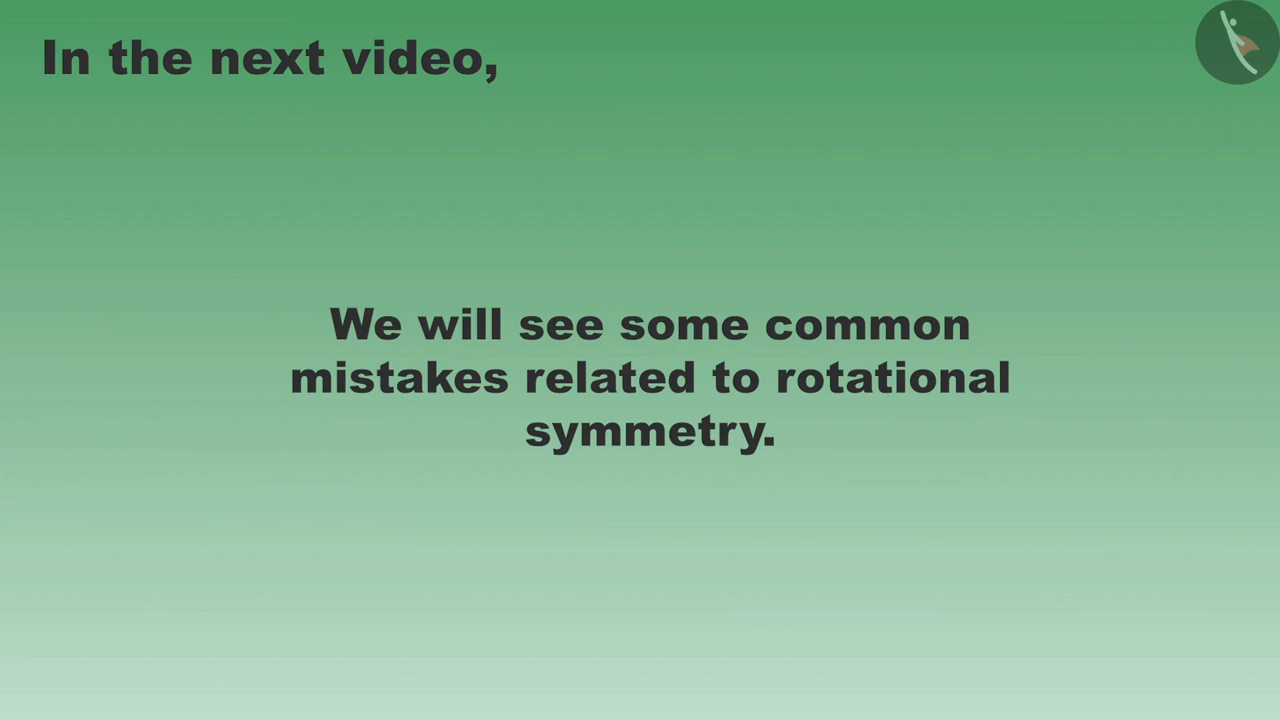 In the next video,
We will see some common
mistakes related to rotational
symmetry.